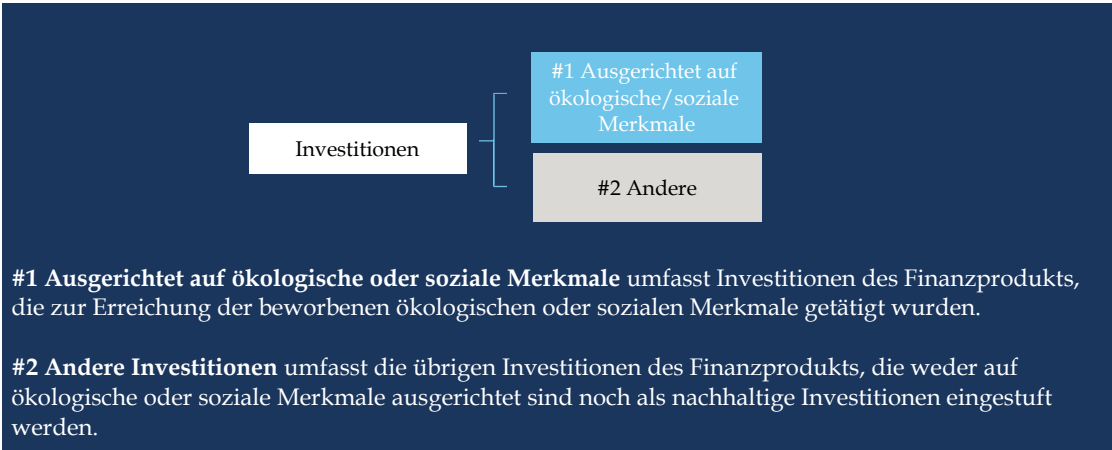 #1 Ausgerichtet auf
ökologische/soziale
Merkmale
Investitionen
#2 Andere
#1 Ausgerichtet auf ökologische oder soziale Merkmale umfasst Investitionen des Finanzprodukts,
die zur Erreichung der beworbenen ökologischen oder sozialen Merkmale getätigt wurden.
#2 Andere Investitionen umfasst die übrigen Investitionen des Finanzprodukts, die weder auf
ökologische oder soziale Merkmale ausgerichtet sind noch als nachhaltige Investitionen eingestuft
werden.